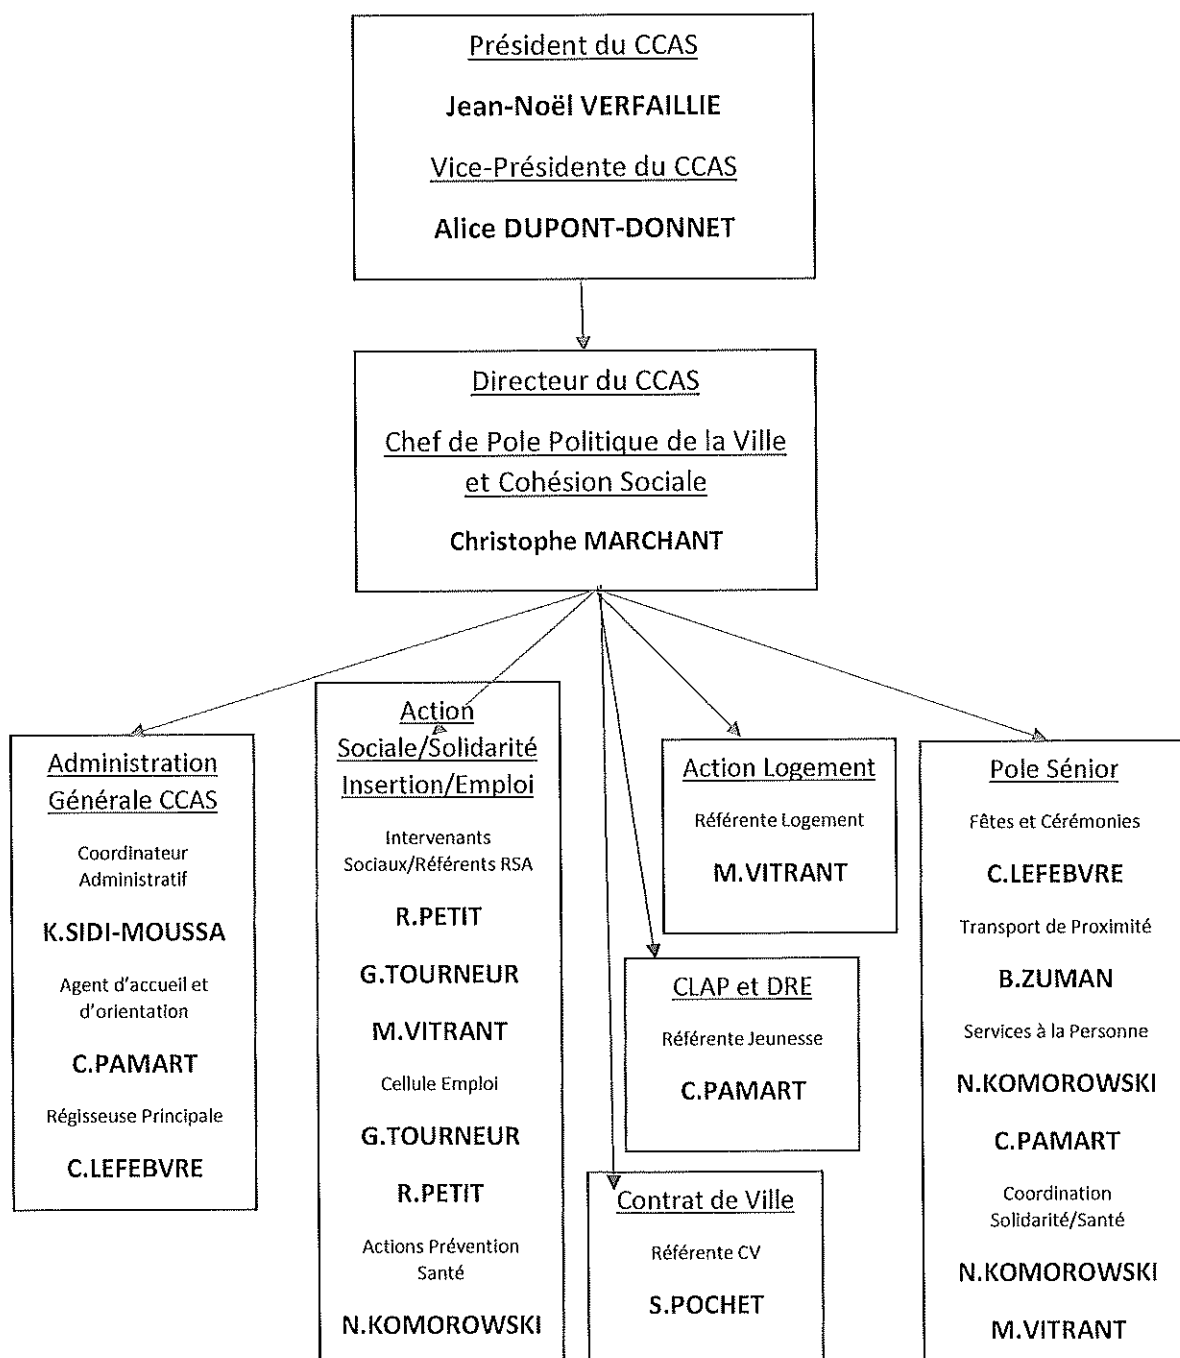 Président du CCAS
Jean-Noël VERFAILLIE
Vice-Présidente du CCAS
Alice DUPONT-DONNET
Directeur du CCAS
Chef de Pole Politique de la Ville
et Cohésion Sociale
Christophe MARCHANT
Administration
Générale CCAS
Coordinateur
Administratif
K.SIDI-MOUSSA
Agent d'accueil et
d'orientation
C.PAMART
Régisseuse Principale
C.LEFEBVRE
Action
Sociale/Solidarité
Insertion/Emploi
Intervenants
Sociaux/Référents RSA
R.PETIT
G.TOURNEUR
M.VITRANT
Cellule Emploi
G.TOURNEUR
R.PETIT
Actions Prévention
Santé
N.KOMOROWSKI
Action Logement
Référente Logement
M.VITRANT
CLAP et DRE
Référente Jeunesse
C.PAMART
Contrat de Ville
Référente CV
S.POCHET
Pole Sénior
Fêtes et Cérémonies
C.LEFEBVRE
Transport de Proximité
B.ZUMAN
Services à la Personne
N.KOMOROWSKI
C.PAMART
Coordination
Solidarité/Santé
N.KOMOROWSKI
M.VITRANT